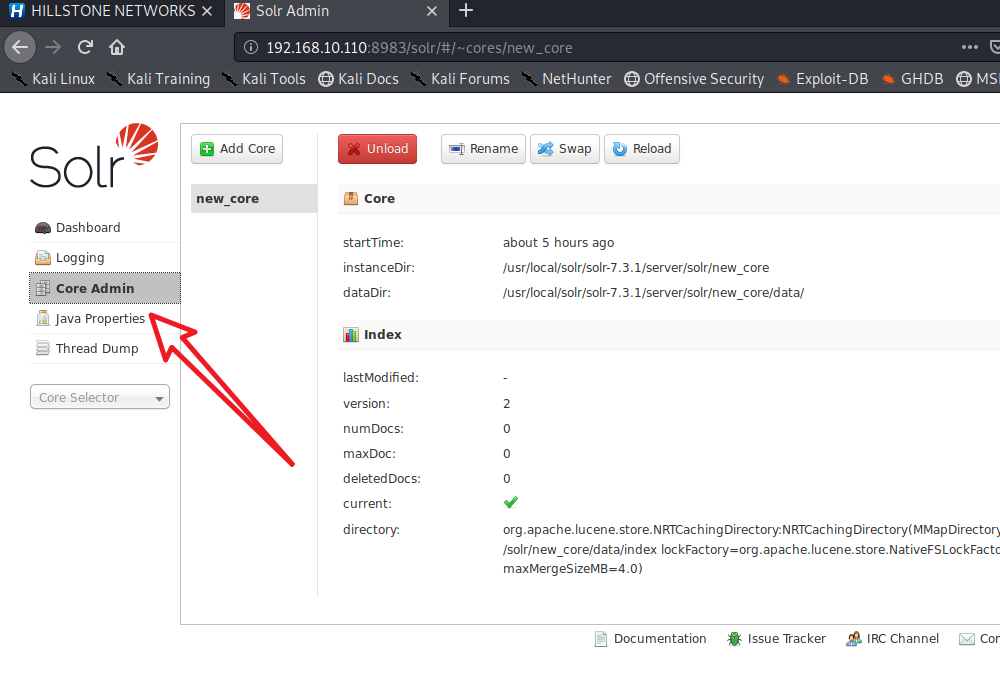 HILLSTONE NETWORKS
Solr Admin
192.168.10.110:8983/solr/#/~cores/new_core
Kali Linux Kali Training Kali Tools Kali Docs Kali Forums NetHunter Offensive Security Exploit-DB GHDB MSI
Solr
Dashboard
Logging
Core Admin
Java Properties
Thread Dump
Core Selector
Add Core
new_core
Unload Rename Swap Reload
Core
startTime: about 5 hours ago
instanceDir: /usr/local/solr/solr-7.3.1/server/solr/new_core
dataDir: /usr/local/solr/solr-7.3.1/server/solr/new_core/data/
Index
lastModified: -
version: 2
numDocs: 0
maxDoc: 0
deletedDocs: 0
current:
directory: org.apache.lucene.store.NRTCachingDirectory:NRTCachingDirectory(MMapDirectory
/solr/new_core/data/index lockFactory=org.apache.lucene.store.NativeFSLockFacto
maxMergeSizeMB=4.0)
Documentation Issue Tracker IRC Channel